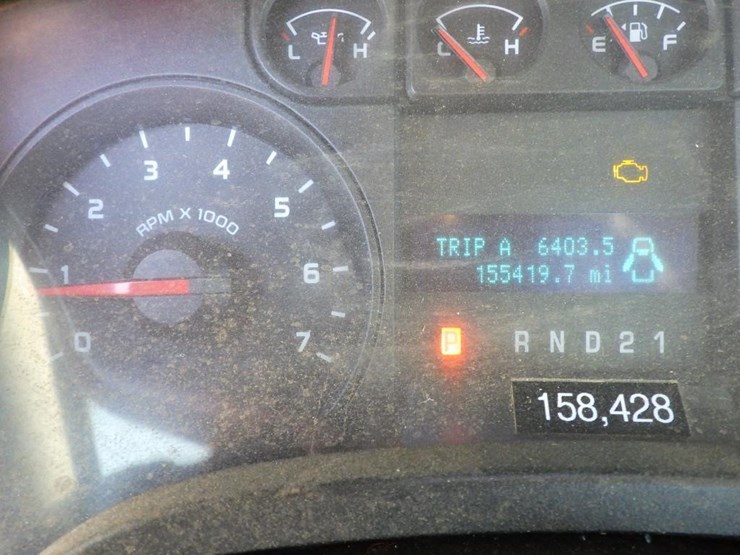 L H
C H
E F
0 1 2 3 4 5 6 7
RPM X 1000
TRIP A 6403.5
155419.7 mi
P R N D 2 1
158,428